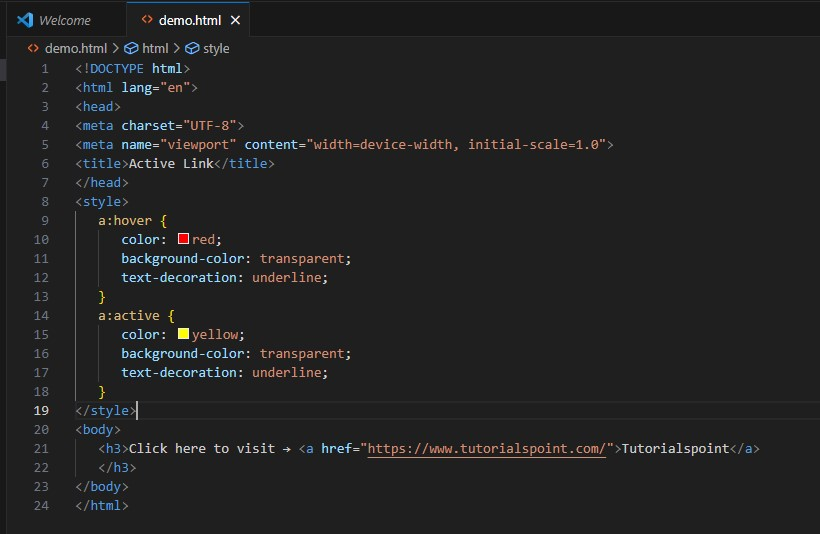 Welcome demo.html
demo.html > html > style
1 <!DOCTYPE html>
2 <html lang="en">
3 <head>
4 <meta charset="UTF-8">
5 <meta name="viewport" content="width=device-width, initial-scale=1.0">
6 <title>Active Link</title>
7 </head>
8 <style>
9 a:hover {
10 color: red;
11 background-color: transparent;
12 text-decoration: underline;
13 }
14 a:active {
15 color: yellow;
16 background-color: transparent;
17 text-decoration: underline;
18 }
19 </style>
20 <body>
21 <h3>Click here to visit → <a href="https://www.tutorialspoint.com/">Tutorialspoint</a>
22 </h3>
23 </body>
24 </html>